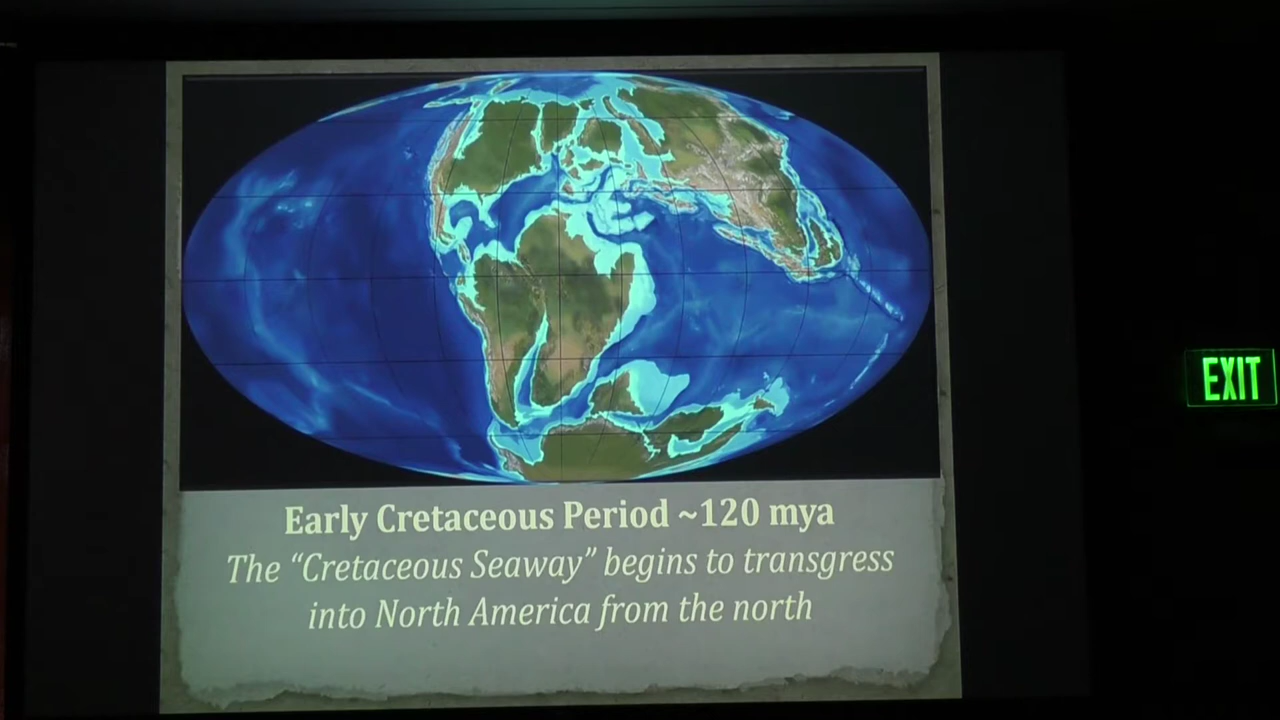 Early Cretaceous Period ~120 mya
The “Cretaceous Seaway” begins to transgress
into North America from the north
EXIT